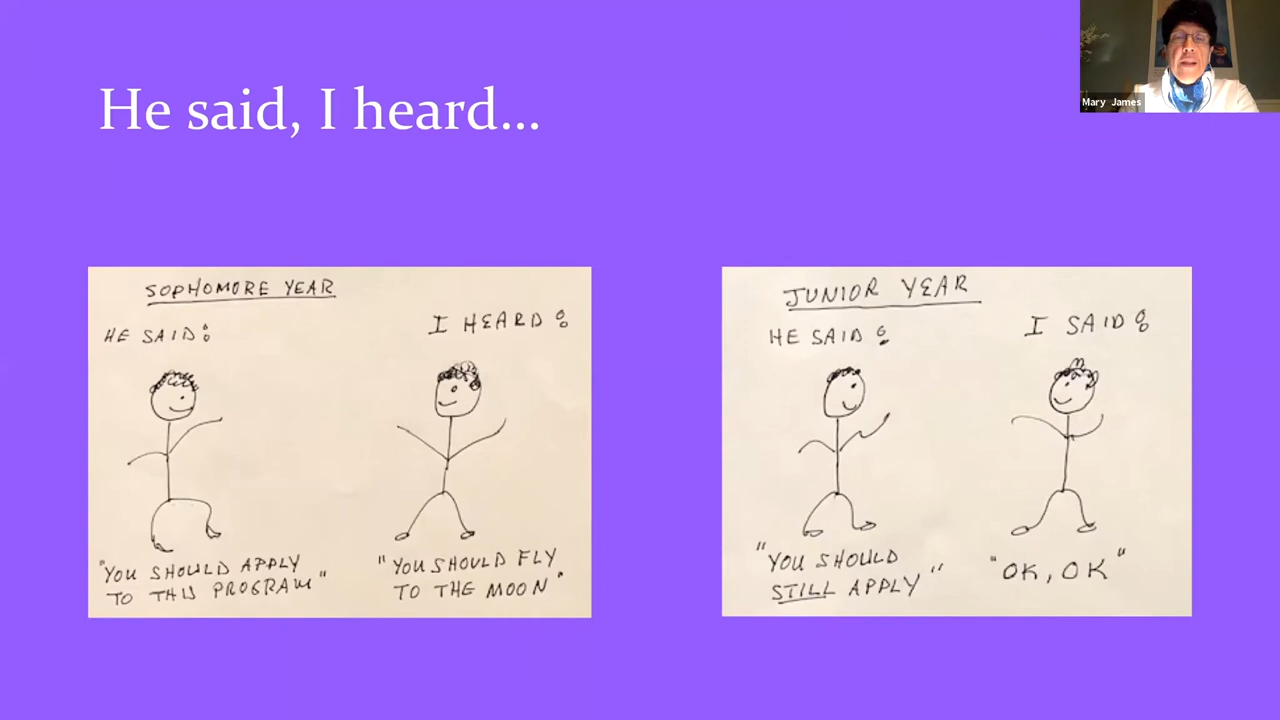 He said, I heard...
Mary James
SOPHOMORE YEAR
HE SAID:
I HEARD:
"YOU SHOULD APPLY
TO THIS PROGRAM"
"YOU SHOULD FLY
TO THE MOON"
JUNIOR YEAR
HE SAID:
I SAID:
"YOU SHOULD
STILL APPLY"
"OK, OK"